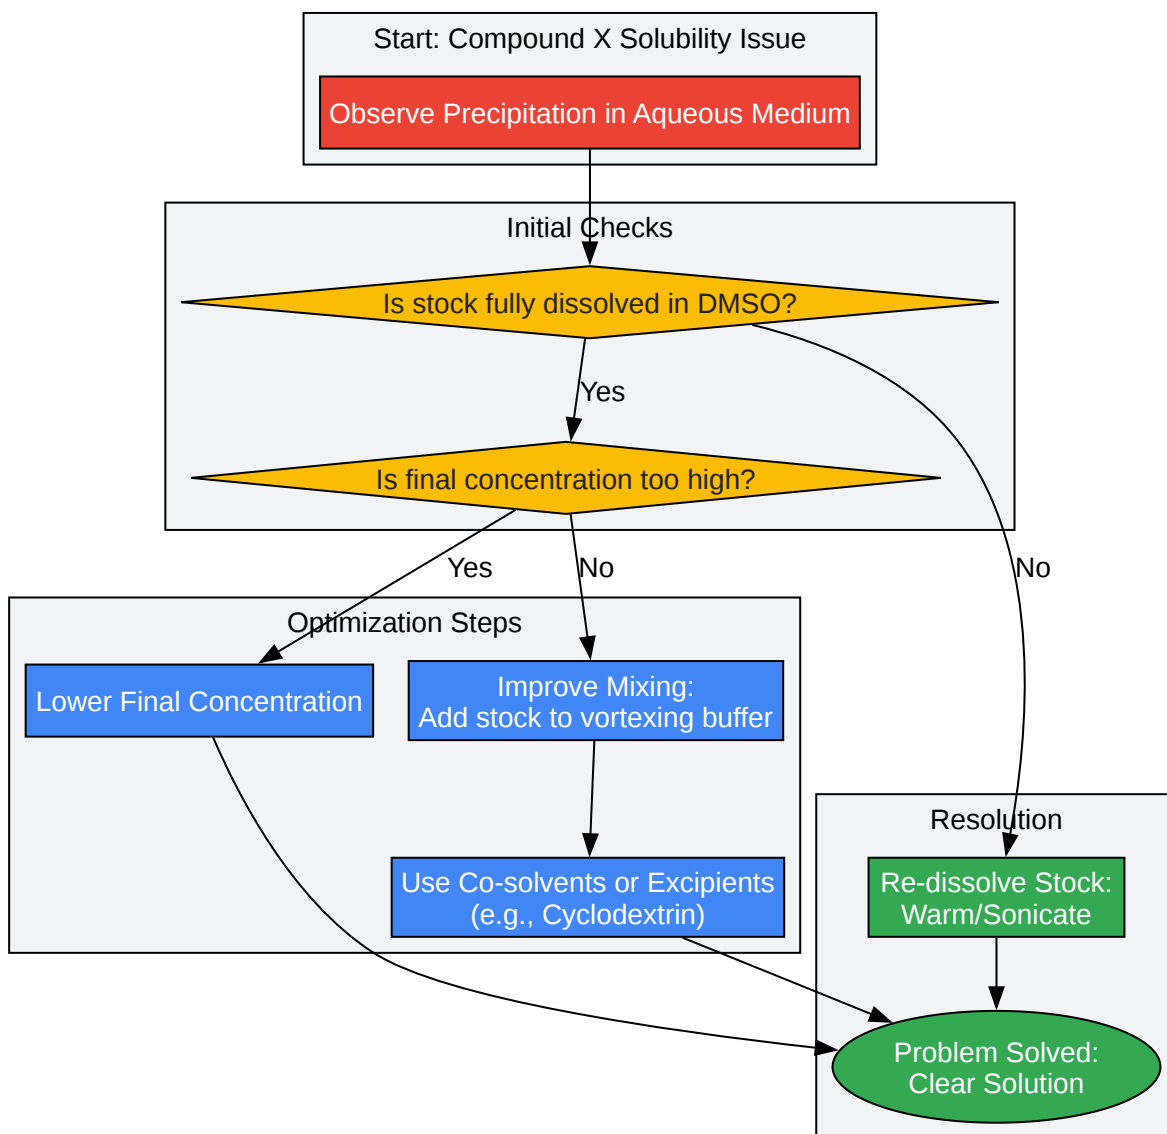 Start: Compound X Solubility Issue
Observe Precipitation in Aqueous Medium
Initial Checks
Is stock fully dissolved in DMSO?
Yes
Is final concentration too high?
Yes
No
No
Optimization Steps
Lower Final Concentration
Improve Mixing:
Add stock to vortexing buffer
Use Co-solvents or Excipients
(e.g., Cyclodextrin)
Resolution
Re-dissolve Stock:
Warm/Sonicate
Problem Solved:
Clear Solution